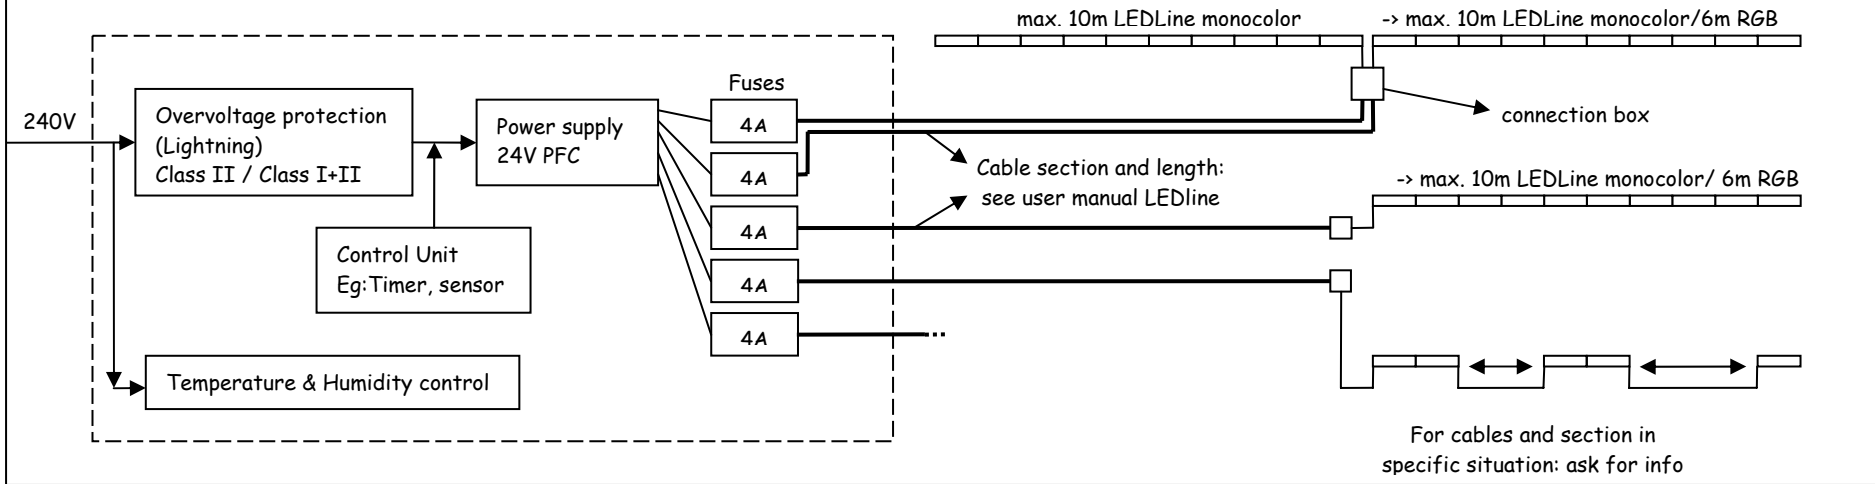 max. 10m LEDLine monocolor
-> max. 10m LEDLine monocolor/6m RGB
Fuses
240V
Overvoltage protection
(Lightning)
Class II / Class I+II
Power supply
24V PFC
4A
4A
4A
4A
4A
connection box
Cable section and length:
see user manual LEDline
-> max. 10m LEDLine monocolor/ 6m RGB
Control Unit
Eg:Timer, sensor
Temperature & Humidity control
For cables and section in
specific situation: ask for info